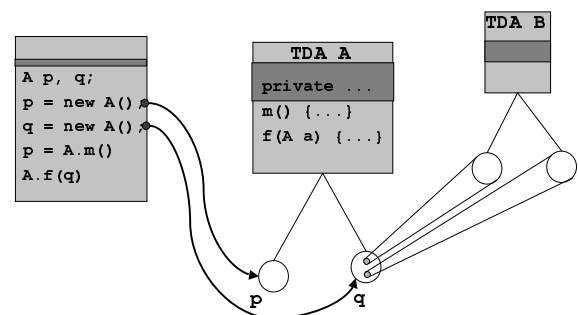 A p, q;
p = new A();
q = new A();
p = A.m()
A.f(q)
TDA A
private ...
m() {...}
f(A a) {...}
TDA B
p
q